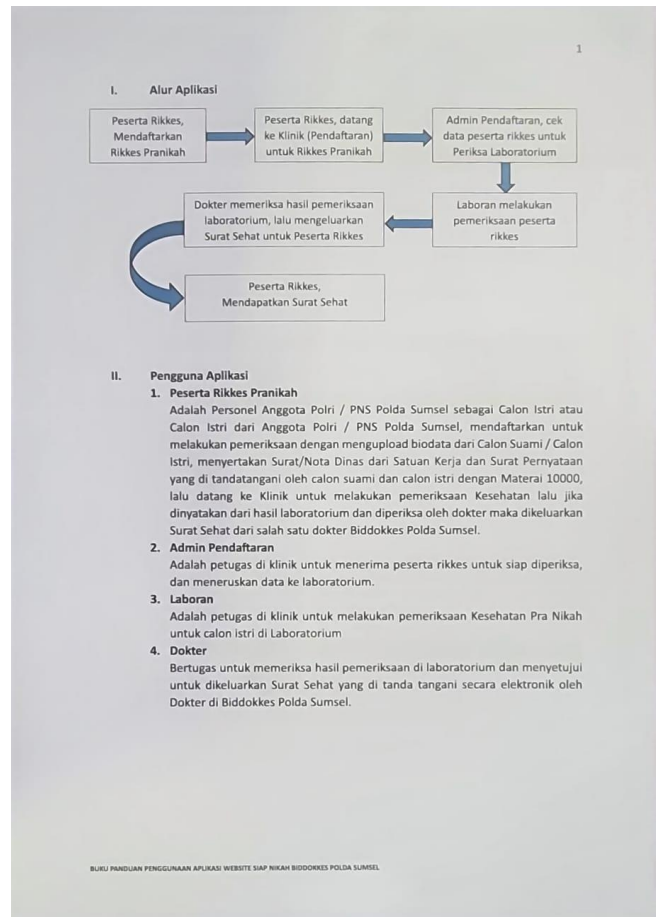 1
I. Alur Aplikasi
Peserta Rikkes,
Mendaftarkan
Rikkes Pranikah
Peserta Rikkes, datang
ke Klinik (Pendaftaran)
untuk Rikkes Pranikah
Admin Pendaftaran, cek
data peserta rikkes untuk
Periksa Laboratorium
Laboran melakukan
pemeriksaan peserta
rikkes
Dokter memeriksa hasil pemeriksaan
laboratorium, lalu mengeluarkan
Surat Sehat untuk Peserta Rikkes
Peserta Rikkes,
Mendapatkan Surat Sehat
II. Pengguna Aplikasi
1. Peserta Rikkes Pranikah
Adalah Personel Anggota Polri / PNS Polda Sumsel sebagai Calon Istri atau
Calon Istri dari Anggota Polri / PNS Polda Sumsel, mendaftarkan untuk
melakukan pemeriksaan dengan mengupload biodata dari Calon Suami / Calon
Istri, menyertakan Surat/Nota Dinas dari Satuan Kerja dan Surat Pernyataan
yang di tandatangani oleh calon suami dan calon istri dengan Materai 10000,
lalu datang ke Klinik untuk melakukan pemeriksaan Kesehatan lalu jika
dinyatakan dari hasil laboratorium dan diperiksa oleh dokter maka dikeluarkan
Surat Sehat dari salah satu dokter Biddokkes Polda Sumsel.
2. Admin Pendaftaran
Adalah petugas di klinik untuk menerima peserta rikkes untuk siap diperiksa,
dan meneruskan data ke laboratorium.
3. Laboran
Adalah petugas di klinik untuk melakukan pemeriksaan Kesehatan Pra Nikah
untuk calon istri di Laboratorium
4. Dokter
Bertugas untuk memeriksa hasil pemeriksaan di laboratorium dan menyetujui
untuk dikeluarkan Surat Sehat yang di tanda tangani secara elektronik oleh
Dokter di Biddokkes Polda Sumsel.
BUKU PANDUAN PENGGUNAAN APLIKASI WEBSITE SIAP NIKAH BIDDOKKES POLDA SUMSEL